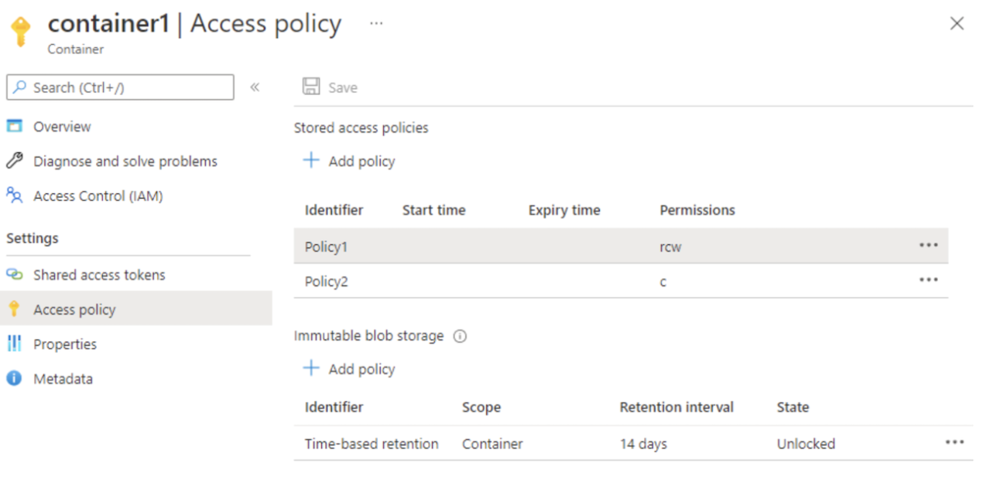 container1 | Access policy ...
Container
Search (Ctrl+/)
«
Save
Overview
Diagnose and solve problems
Access Control (IAM)
Settings
Shared access tokens
Access policy
Properties
Metadata
Stored access policies
+ Add policy
Identifier Start time Expiry time Permissions
Policy1 rcw ...
Policy2 c ...
Immutable blob storage
+ Add policy
Identifier Scope Retention interval State
Time-based retention Container 14 days Unlocked ...